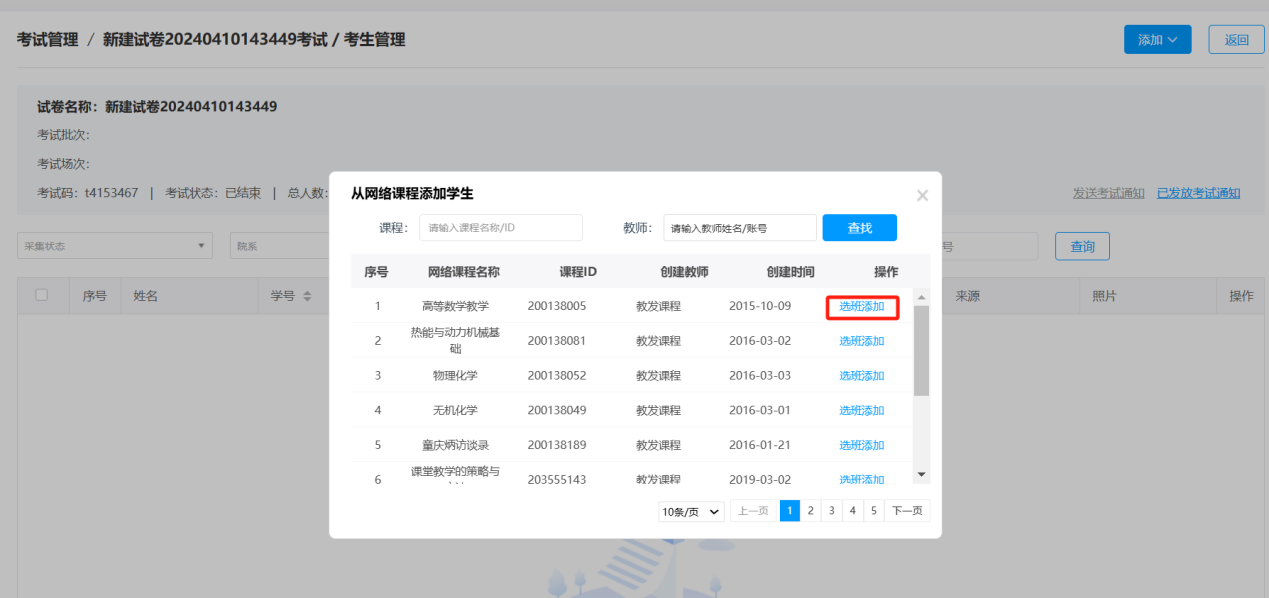 考试管理 / 新建试卷20240410143449考试 / 考生管理
添加
返回
试卷名称：新建试卷20240410143449
考试批次：
考试场次：
考试码：t4153467 | 考试状态：已结束 | 总人数：
发送考试通知 已发放考试通知
采集状态
院系
号
查询
序号 姓名 学号 来源 照片 操作
从网络课程添加学生
课程： 请输入课程名称/ID 教师： 请输入教师姓名/账号 查找
序号 网络课程名称 课程ID 创建教师 创建时间 操作
1 高等数学教学 200138005 教发课程 2015-10-09 选班添加
2 热能与动力机械基础 200138081 教发课程 2016-03-02 选班添加
3 物理化学 200138052 教发课程 2016-03-03 选班添加
4 无机化学 200138049 教发课程 2016-03-01 选班添加
5 童庆炳访谈录 200138189 教发课程 2016-01-21 选班添加
6 课堂教学的策略与 203555143 教发课程 2019-03-02 选班添加
10条/页 上一页 1 2 3 4 5 下一页